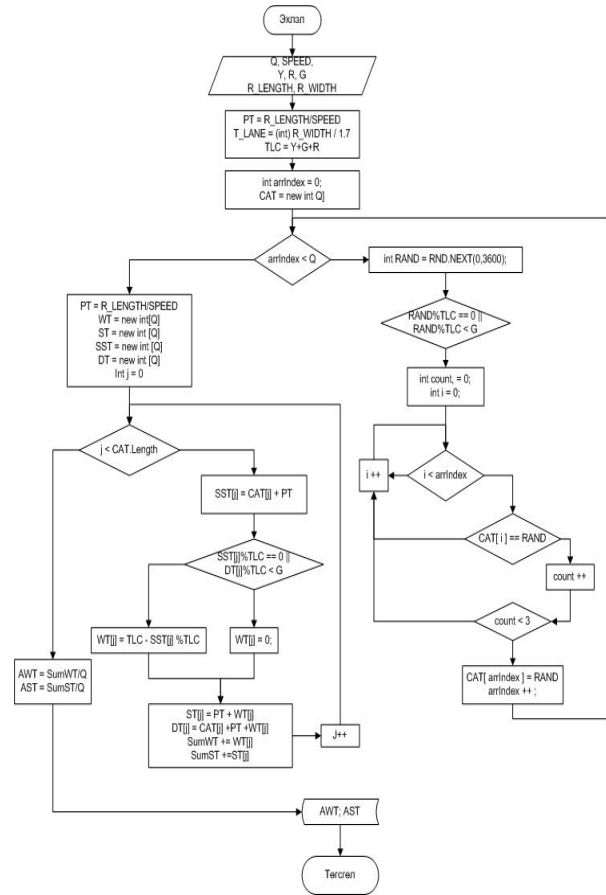 Эхлэл
Q, SPEED,
Y, R, G
R_LENGTH, R_WIDTH
PT = R_LENGTH/SPEED
T_LANE = (int) R_WIDTH / 1.7
TLC = Y+G+R
int arrIndex = 0;
CAT = new int Q]
arrIndex < Q
int RAND = RND.NEXT(0,3600);
PT = R_LENGTH/SPEED
WT = new int[Q]
ST = new int [Q]
SST = new int [Q]
DT = new int [Q]
Int j = 0
RAND%TLC == 0 ||
RAND%TLC < G
int count, = 0;
int i = 0;
j < CAT.Length
i ++
i < arrIndex
SST[j] = CAT[j] + PT
CAT[ i ] == RAND
SST[j]%TLC == 0 ||
DT[j]%TLC < G
count ++
WT[j] = TLC - SST[j] %TLC
WT[j] = 0;
count < 3
AWT = SumWT/Q
AST = SumST/Q
CAT[ arrIndex ] = RAND
arrIndex ++ ;
ST[j] = PT + WT[j]
DT[j] = CAT[j] +PT +WT[j]
SumWT += WT[j]
SumST +=ST[j]
J++
AWT; AST
Төгсгөл